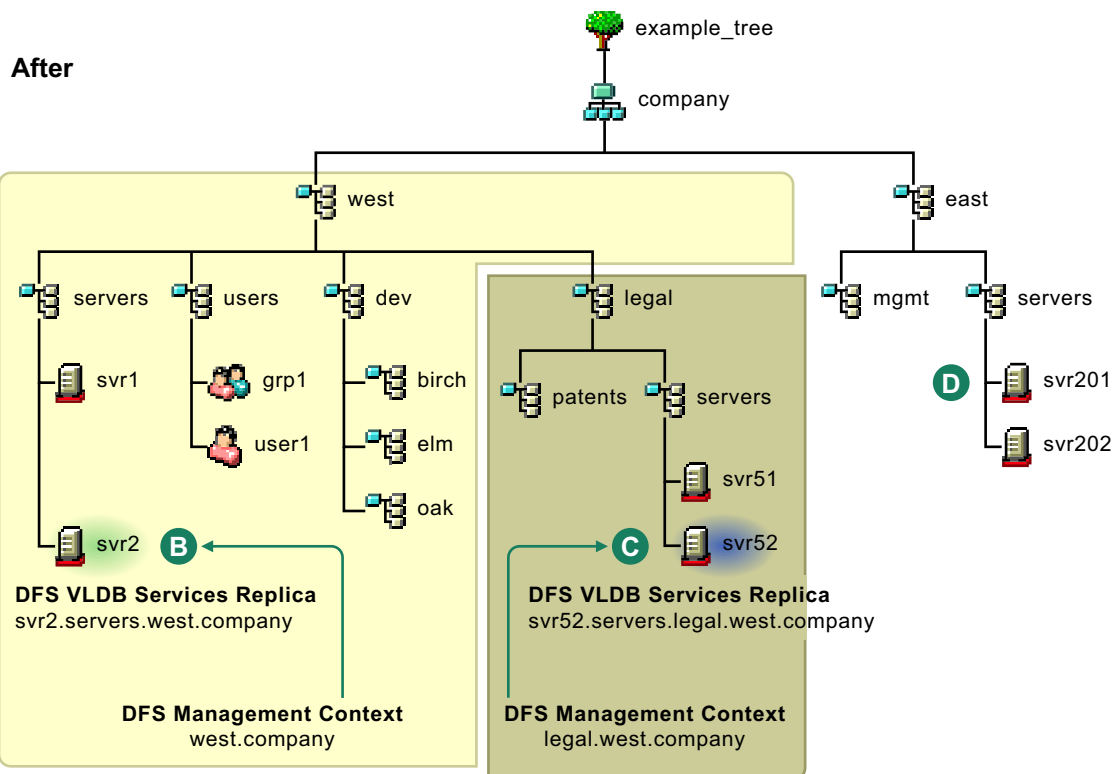 After
example_tree
company
west
east
servers
users
dev
legal
mgmt
servers
svr1
grp1
birch
patents
servers
D
svr201
user1
elm
svr202
svr51
oak
svr2
B
C
svr52
DFS VLDB Services Replica
svr2.servers.west.company
DFS VLDB Services Replica
svr52.servers.legal.west.company
DFS Management Context
west.company
DFS Management Context
legal.west.company